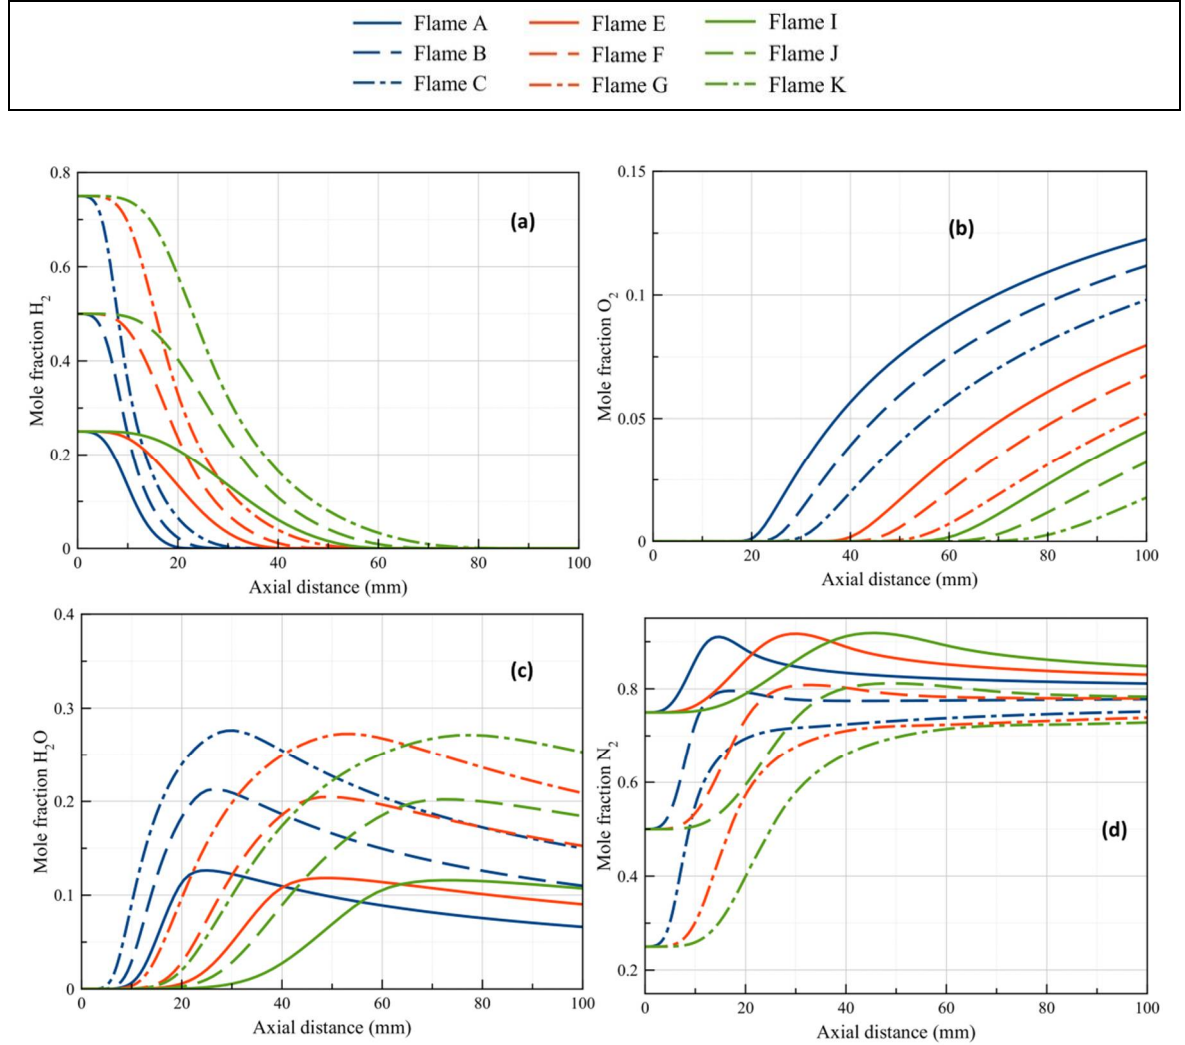 Flame A Flame E Flame I
Flame B Flame F Flame J
Flame C Flame G Flame K
0.8
0.6
0.4
0.2
0
0 20 40 60 80 100
Mole fraction H₂
Axial distance (mm)
(a)
0.15
0.1
0.05
0
0 20 40 60 80 100
Mole fraction O₂
Axial distance (mm)
(b)
0.4
0.3
0.2
0.1
0
0 20 40 60 80 100
Mole fraction H₂O
Axial distance (mm)
(c)
0.8
0.6
0.4
0.2
0 20 40 60 80 100
Mole fraction N₂
Axial distance (mm)
(d)